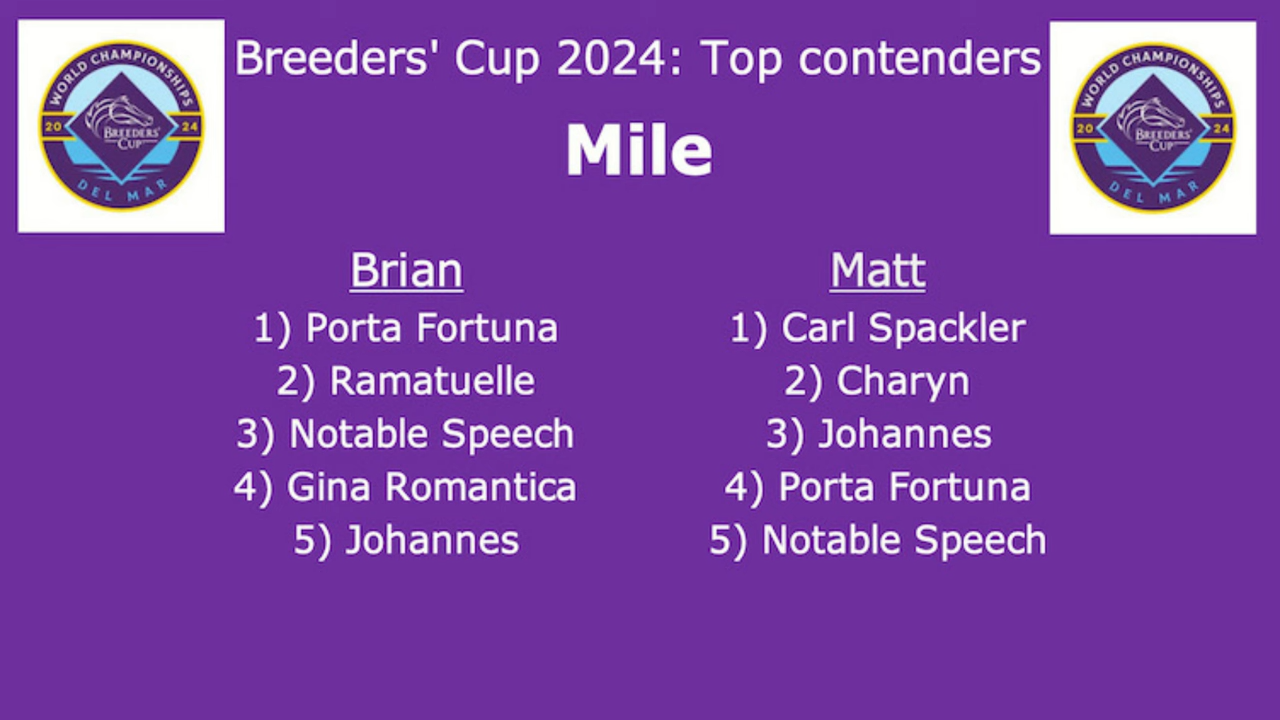 Breeders' Cup 2024: Top contenders
Mile
WORLD CHAMPIONSHIPS
20 24
BREEDERS'
CUP
DEL MAR
WORLD CHAMPIONSHIPS
20 24
BREEDERS'
CUP
DEL MAR
Brian
1) Porta Fortuna
2) Ramatuelle
3) Notable Speech
4) Gina Romantica
5) Johannes
Matt
1) Carl Spackler
2) Charyn
3) Johannes
4) Porta Fortuna
5) Notable Speech